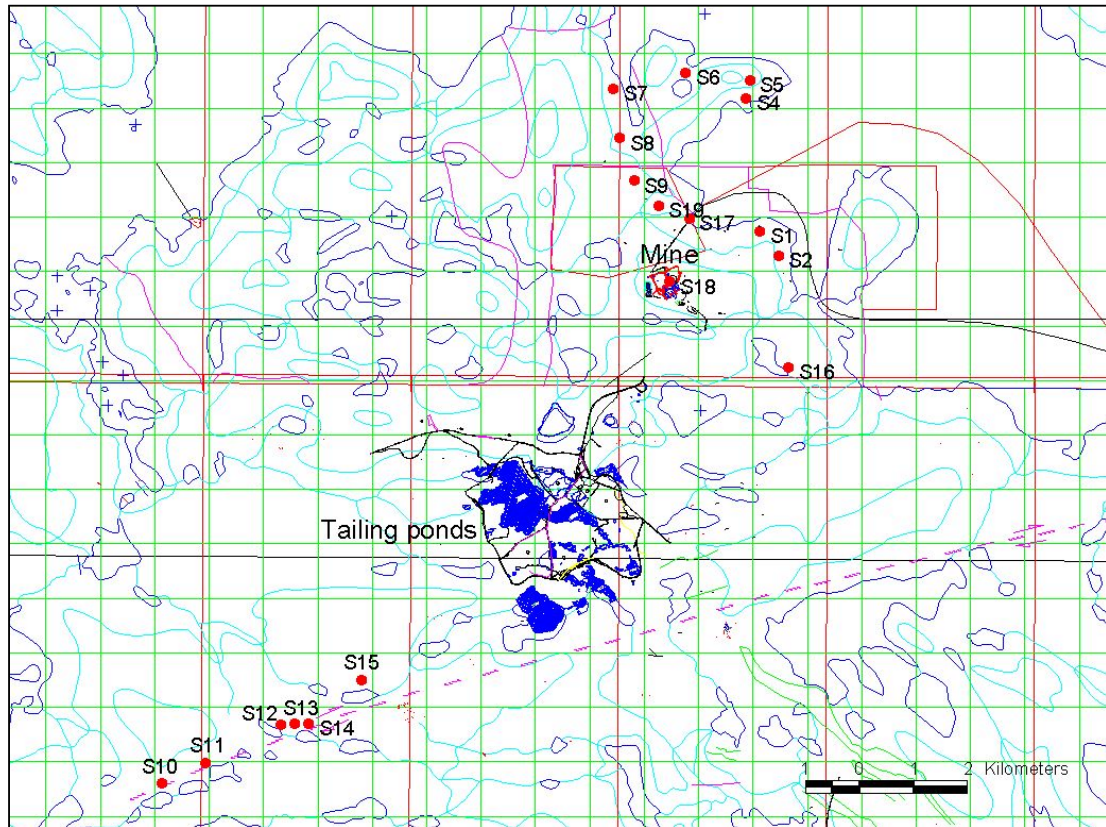 S6
S5
S7
S4
S8
S9
S19
S17
S1
Mine
S2
S18
S16
Tailing ponds
S15
S12
S13
S14
S11
S10
1 0 1 2 Kilometers